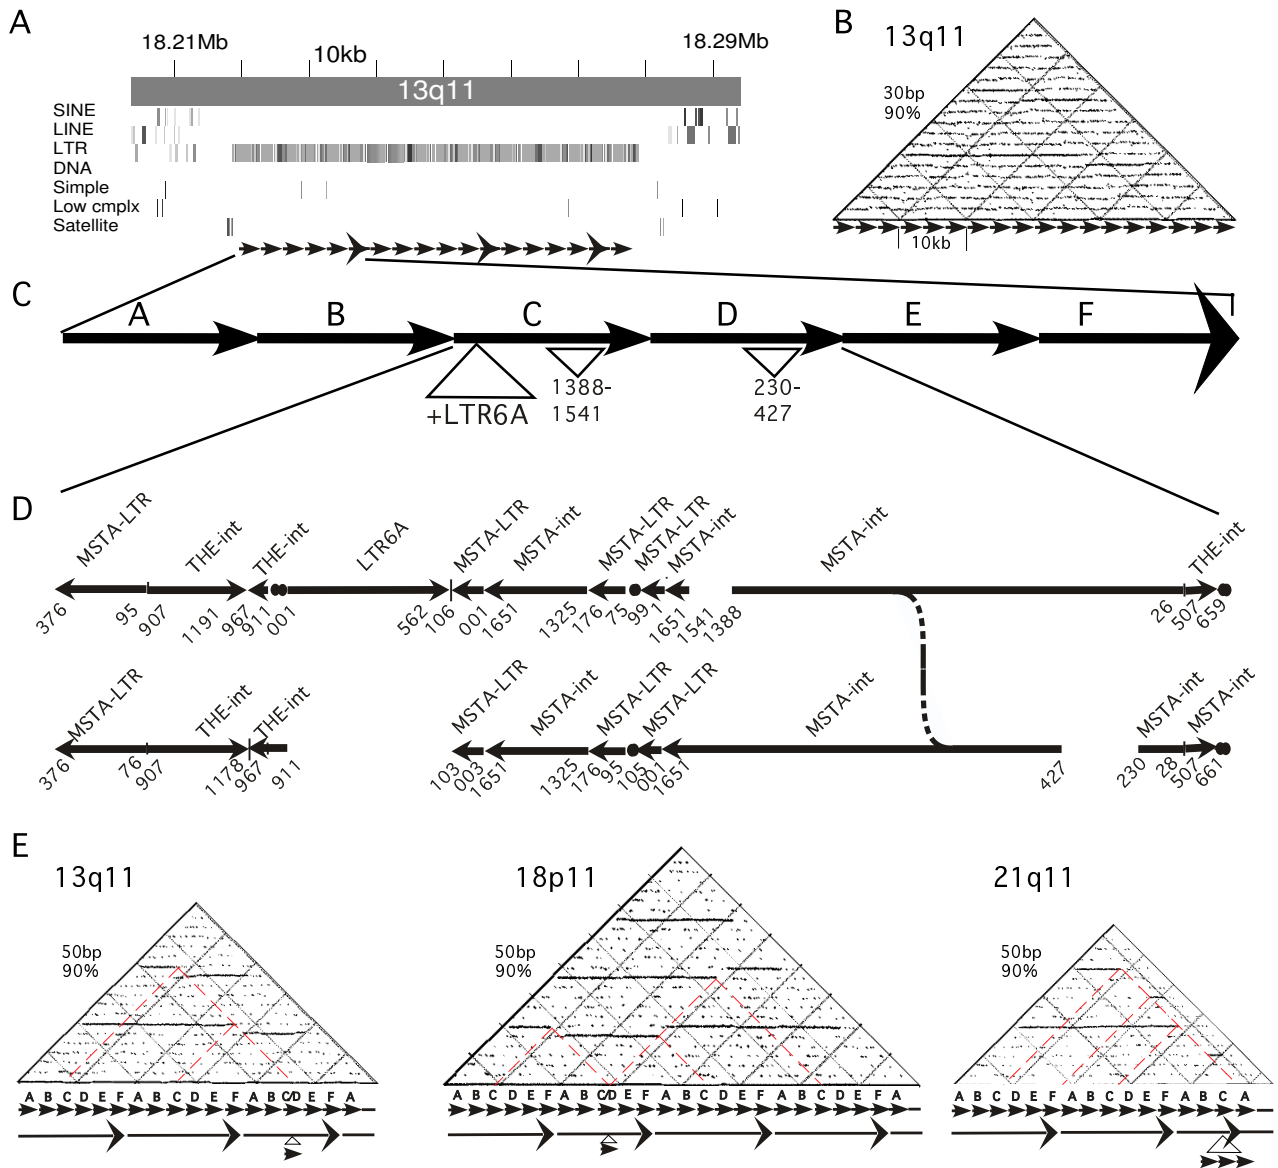 A
18.21Mb
10kb
18.29Mb
13q11
SINE
LINE
LTR
DNA
Simple
Low cmplx
Satellite
B
13q11
30bp
90%
10kb
C
A B C D E F
+LTR6A
1388-
1541
230-
427
D
MSTA-LTR THE-int THE-int LTR6A MSTA-LTR MSTA-int MSTA-LTR MSTA-LTR MSTA-int MSTA-int THE-int
376 95 907 1191 967 911 001 562 106 001 1651 1325 176 75 99 1 1651 1541 1388 26 507 659
MSTA-LTR THE-int THE-int MSTA-LTR MSTA-int MSTA-LTR MSTA-LTR MSTA-int MSTA-int MSTA-int
376 76 907 1178 967 911 103 003 1651 1325 176 95 105 001 1651 427 230 28 507 661
E
13q11
50bp
90%
A B C D E F A B C D E F A B C/D E F A
18p11
50bp
90%
A B C D E F A B C/D E F A B C D E F A B C D E F A
21q11
50bp
90%
A B C D E F A B C D E F A B C A